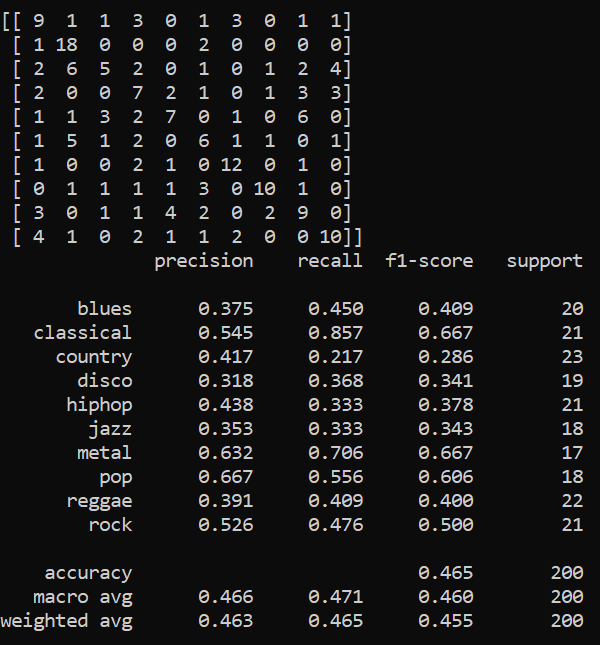 [[ 9  1  1  3  0  1  3  0  1  1]
 [ 1 18  0  0  0  2  0  0  0  0]
 [ 2  6  5  2  0  1  0  1  2  4]
 [ 2  0  0  7  2  1  0  1  3  3]
 [ 1  1  3  2  7  0  1  0  6  0]
 [ 1  5  1  2  0  6  1  1  0  1]
 [ 1  0  0  2  1  0 12  0  1  0]
 [ 0  1  1  1  1  3  0 10  1  0]
 [ 3  0  1  1  4  2  0  2  9  0]
 [ 4  1  0  2  1  1  2  0  0 10]]
              precision    recall  f1-score   support
       blues      0.375     0.450     0.409        20
   classical      0.545     0.857     0.667        21
     country      0.417     0.217     0.286        23
       disco      0.318     0.368     0.341        19
      hiphop      0.438     0.333     0.378        21
        jazz      0.353     0.333     0.343        18
       metal      0.632     0.706     0.667        17
         pop      0.667     0.556     0.606        18
      reggae      0.391     0.409     0.400        22
        rock      0.526     0.476     0.500        21
    accuracy                          0.465       200
   macro avg      0.466     0.471     0.460       200
weighted avg      0.463     0.465     0.455       200